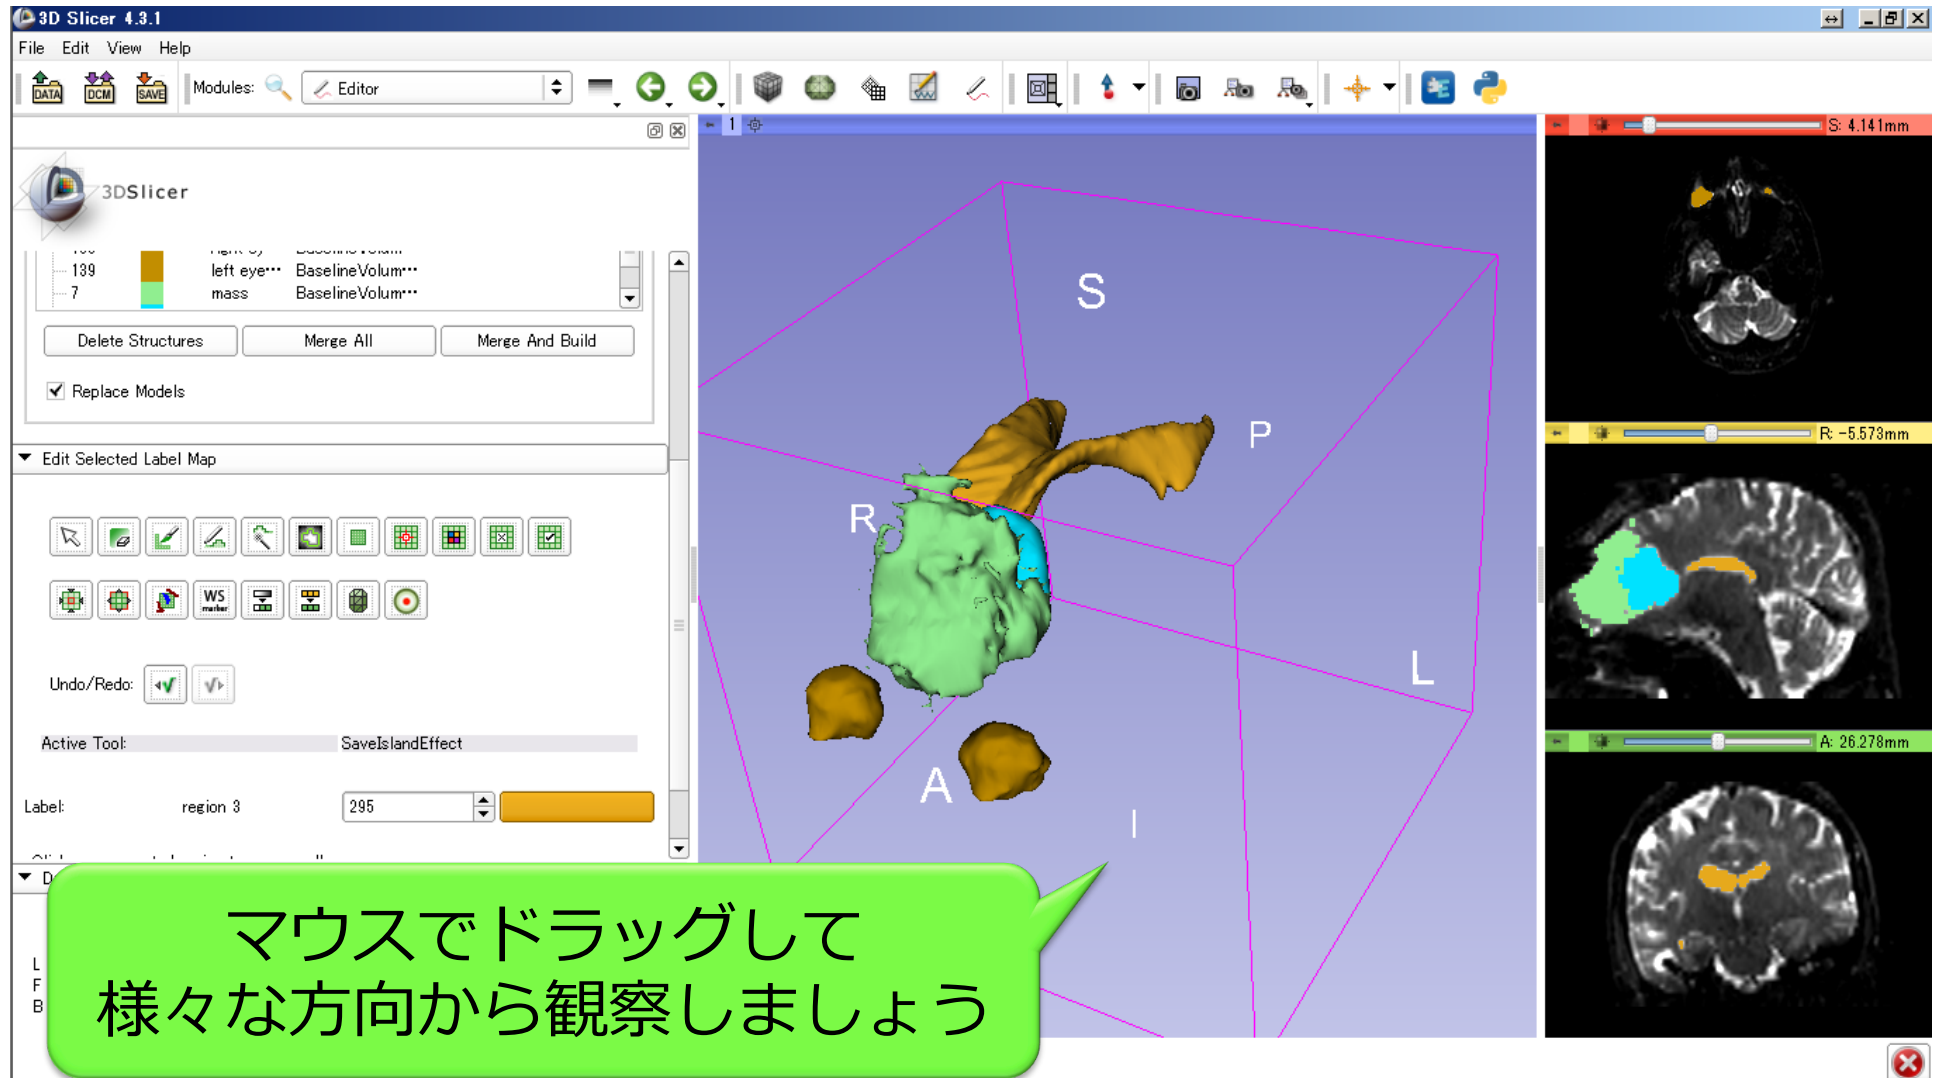 3D Slicer 4.3.1
File Edit View Help
DATA DCM SAVE Modules: Editor
1
S: 4.141mm
3DSlicer
139 left eye… BaselineVolum…
7 mass BaselineVolum…
Delete Structures Merge All Merge And Build
Replace Models
Edit Selected Label Map
WS
marker
Undo/Redo:
Active Tool: SaveIslandEffect
Label: region 3 295
D
L
F
B
S
P
R
L
A
I
R: -5.573mm
A: 26.278mm
マウスでドラッグして
様々な方向から観察しましょう